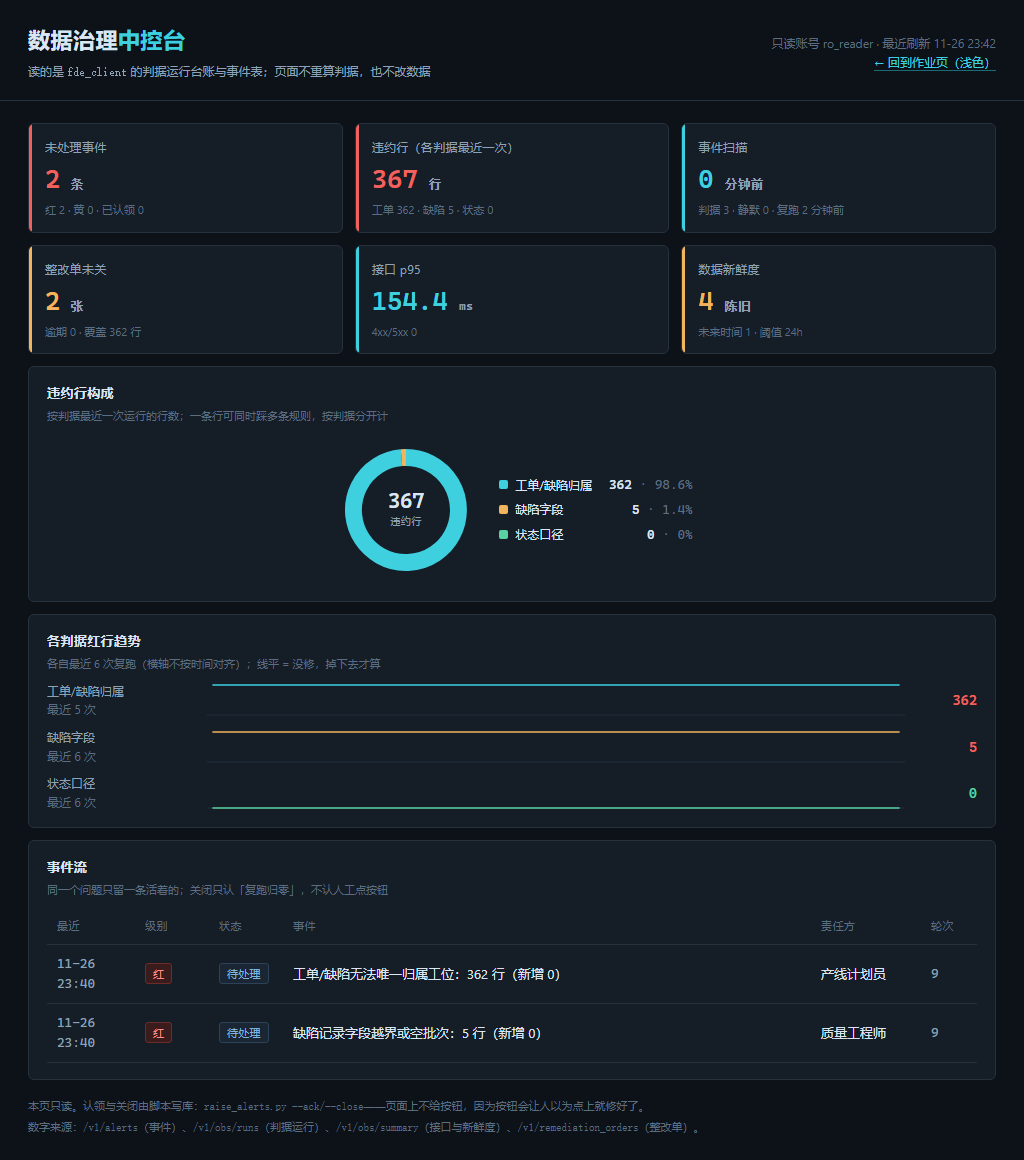 数据治理中控台
读的是 fde_client 的判据运行台账与事件表；页面不重算判据，也不改数据
只读账号 ro_reader · 最近刷新 11-26 23:42
← 回到作业页（浅色）
未处理事件
2 条
红 2 · 黄 0 · 已认领 0
违约行（各判据最近一次）
367 行
工单 362 · 缺陷 5 · 状态 0
事件扫描
0 分钟前
判据 3 · 静默 0 · 复跑 2 分钟前
整改单未关
2 张
逾期 0 · 覆盖 362 行
接口 p95
154.4 ms
4xx/5xx 0
数据新鲜度
4 陈旧
未来时间 1 · 阈值 24h
违约行构成
按判据最近一次运行的行数；一条行可同时踩多条规则，按判据分开计
367
违约行
工单/缺陷归属 362 · 98.6%
缺陷字段 5 · 1.4%
状态口径 0 · 0%
各判据红行趋势
各自最近 6 次复跑（横轴不按时间对齐）；线平 = 没修，掉下去才算
工单/缺陷归属
最近 5 次
362
缺陷字段
最近 6 次
5
状态口径
最近 6 次
0
事件流
同一个问题只留一条活着的；关闭只认「复跑归零」，不认人工点按钮
最近 级别 状态 事件 责任方 轮次
11-26
23:40 红 待处理 工单/缺陷无法唯一归属工位：362 行（新增 0） 产线计划员 9
11-26
23:40 红 待处理 缺陷记录字段越界或空批次：5 行（新增 0） 质量工程师 9
本页只读。认领与关闭由脚本写库：raise_alerts.py --ack/--close——页面上不给按钮，因为按钮会让人以为点上就修好了。
数字来源：/v1/alerts（事件）、/v1/obs/runs（判据运行）、/v1/obs/summary（接口与新鲜度）、/v1/remediation_orders（整改单）。